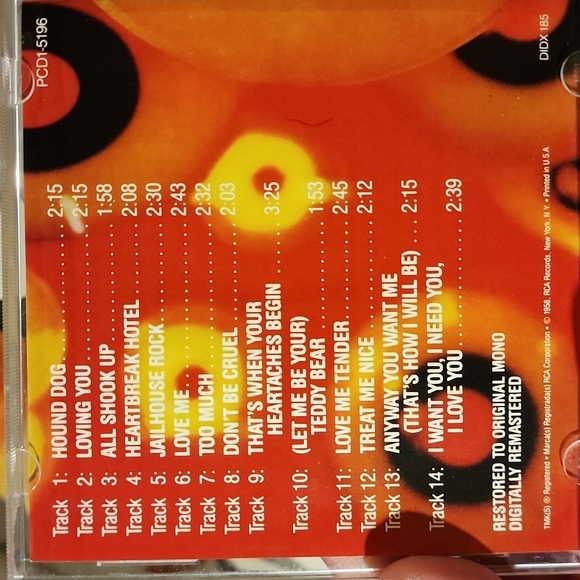 PCD1-5196
DIDX 185
Track 1: HOUND DOG . . . . . . . . . . . . . . . 2:15
Track 2: LOVING YOU . . . . . . . . . . . . . . . 2:15
Track 3: ALL SHOOK UP . . . . . . . . . . . . 1:58
Track 4: HEARTBREAK HOTEL . . . . . . . 2:08
Track 5: JAILHOUSE ROCK . . . . . . . . . . 2:30
Track 6: LOVE ME . . . . . . . . . . . . . . . . . . 2:43
Track 7: TOO MUCH . . . . . . . . . . . . . . . . 2:32
Track 8: DON'T BE CRUEL . . . . . . . . . . . 2:03
Track 9: THAT'S WHEN YOUR
HEARTACHES BEGIN . . . . . . 3:25
Track 10: (LET ME BE YOUR)
TEDDY BEAR . . . . . . . . . . . . . 1:53
Track 11: LOVE ME TENDER . . . . . . . . . . 2:45
Track 12: TREAT ME NICE . . . . . . . . . . . . 2:12
Track 13: ANYWAY YOU WANT ME
(THAT'S HOW I WILL BE) . . . 2:15
Track 14: I WANT YOU, I NEED YOU,
I LOVE YOU . . . . . . . . . . . . . . 2:39
RESTORED TO ORIGINAL MONO
DIGITALLY REMASTERED
TMK(S) ® Registered • Marca(s) Registrada(s) RCA Corporation • © 1958, RCA Records, New York, N.Y. • Printed in U.S.A.